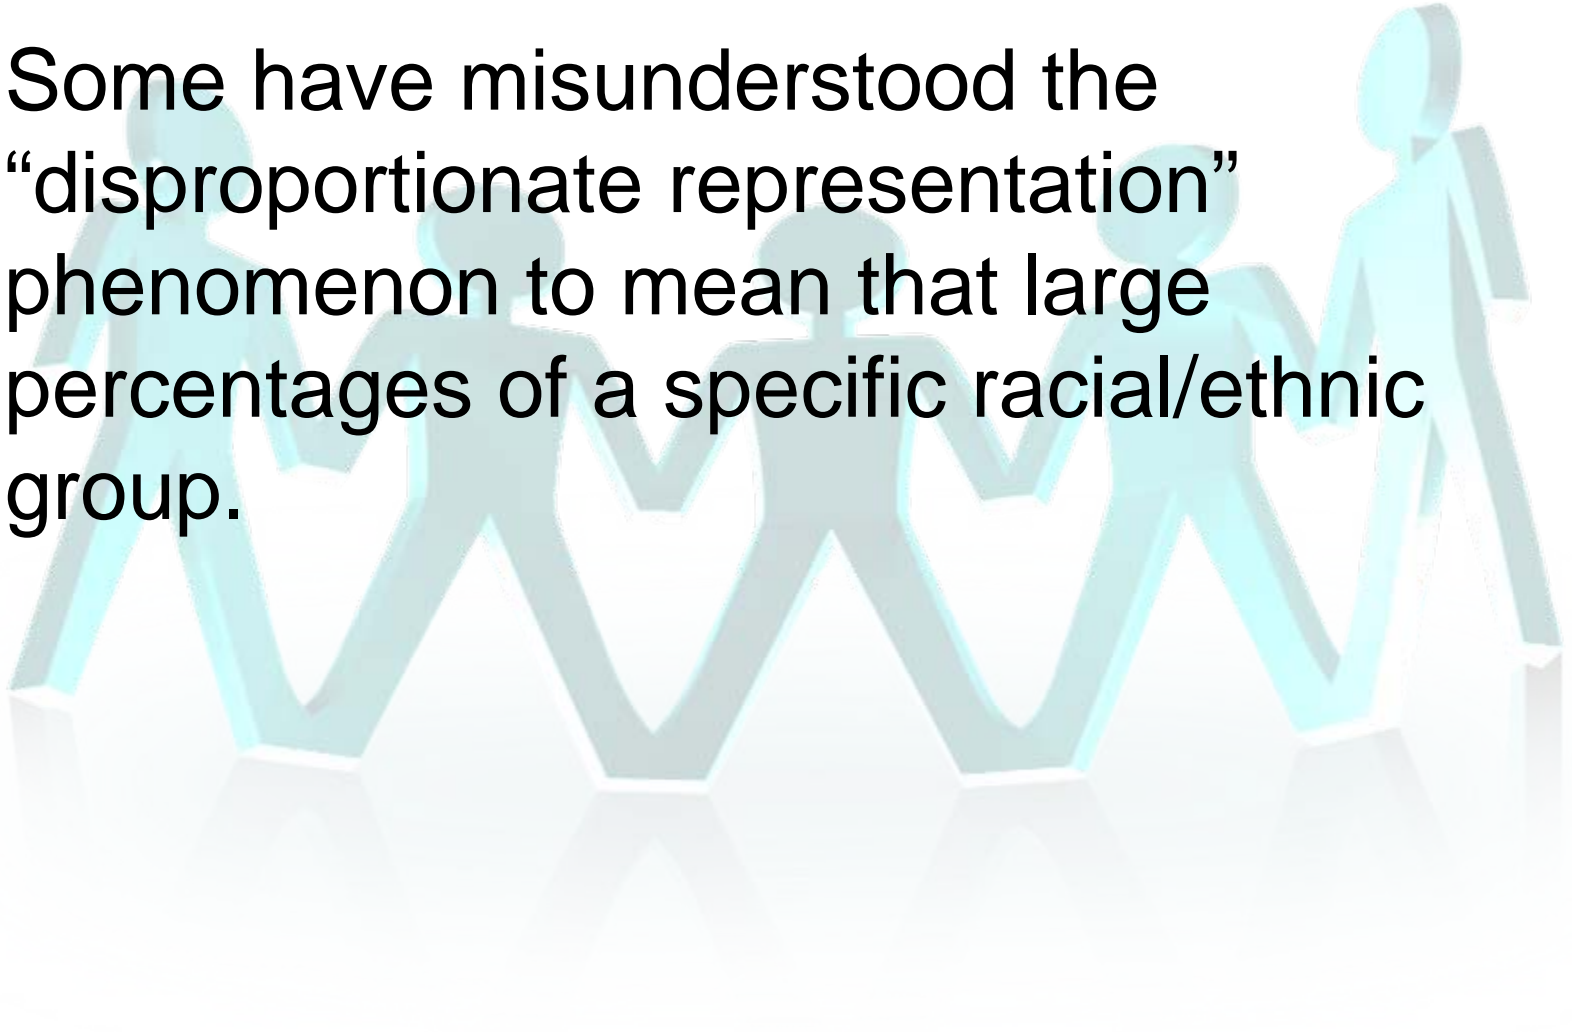 Some have misunderstood the
“disproportionate representation”
phenomenon to mean that large
percentages of a specific racial/ethnic
group.